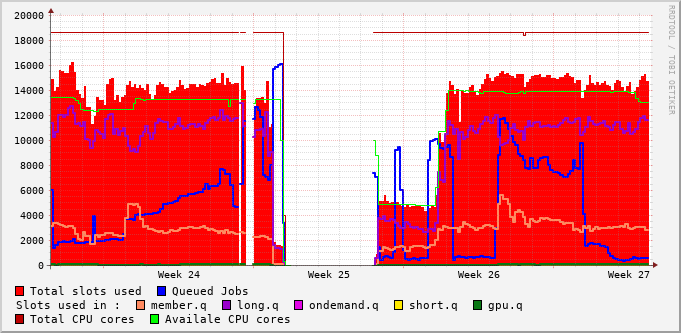 20000
18000
16000
14000
12000
10000
8000
6000
4000
2000
0
Week 24 Week 25 Week 26 Week 27
Total slots used Queued Jobs
Slots used in : member.q long.q ondemand.q short.q gpu.q
Total CPU cores Availale CPU cores
RRDTOOL / TOBI OETIKER